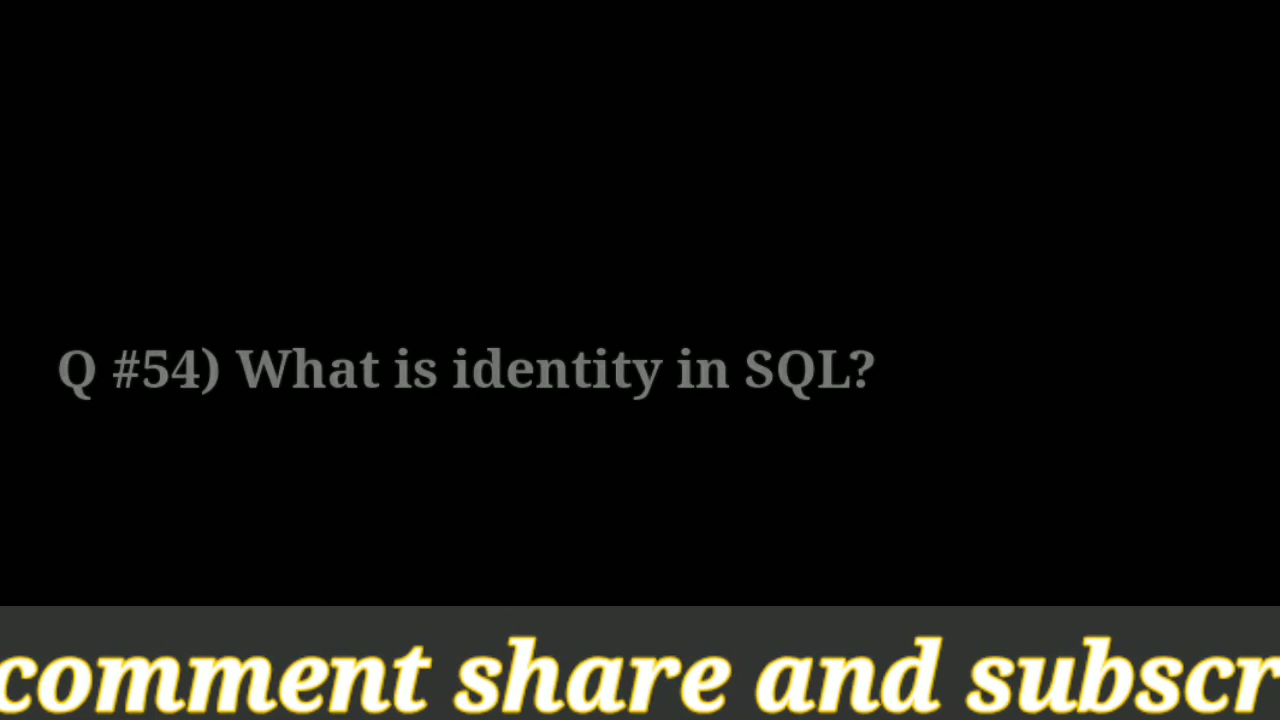 Q #54) What is identity in SQL?
comment share and subscr